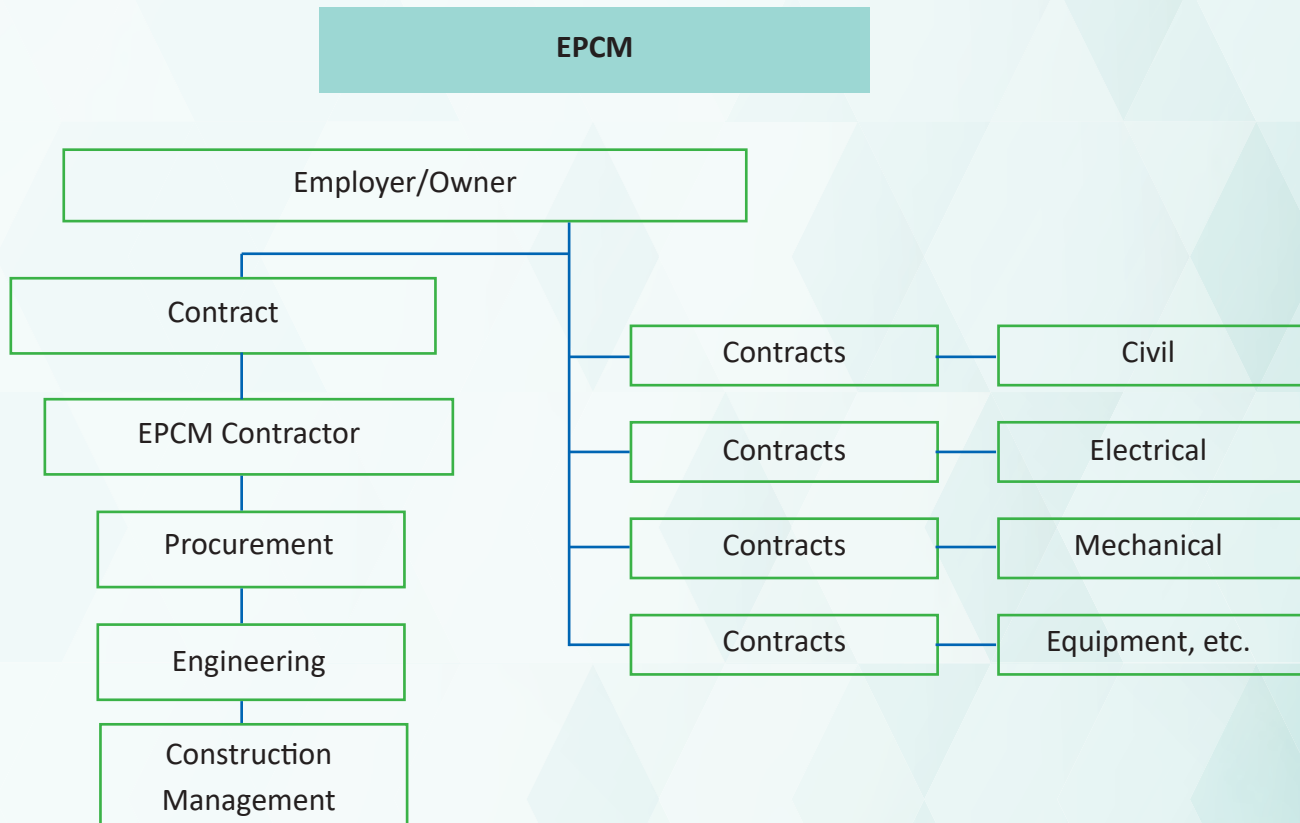 EPCM
Employer/Owner
Contract
EPCM Contractor
Procurement
Engineering
Construction
Management
Contracts
Civil
Contracts
Electrical
Contracts
Mechanical
Contracts
Equipment, etc.